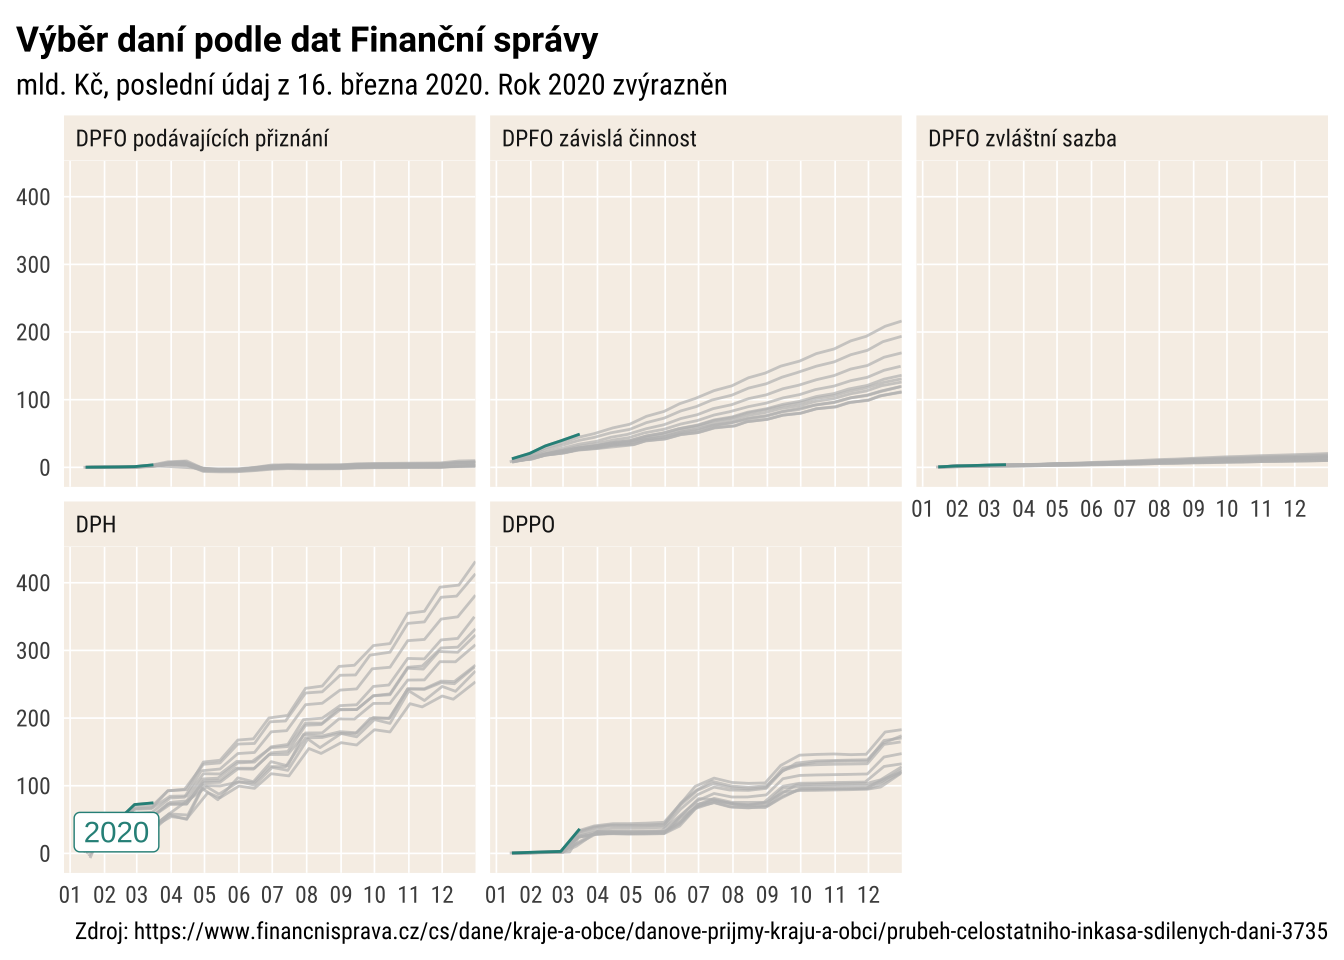 Výběr daní podle dat Finanční správy
mld. Kč, poslední údaj z 16. března 2020. Rok 2020 zvýrazněn
DPFO podávajících přiznání
DPFO závislá činnost
DPFO zvláštní sazba
400
300
200
100
0
01 02 03 04 05 06 07 08 09 10 11 12
DPH
DPPO
400
300
200
100
0
2020
01 02 03 04 05 06 07 08 09 10 11 12
01 02 03 04 05 06 07 08 09 10 11 12
Zdroj: https://www.financnisprava.cz/cs/dane/kraje-a-obce/danove-prijmy-kraju-a-obci/prubeh-celostatniho-inkasa-sdilenych-dani-3735